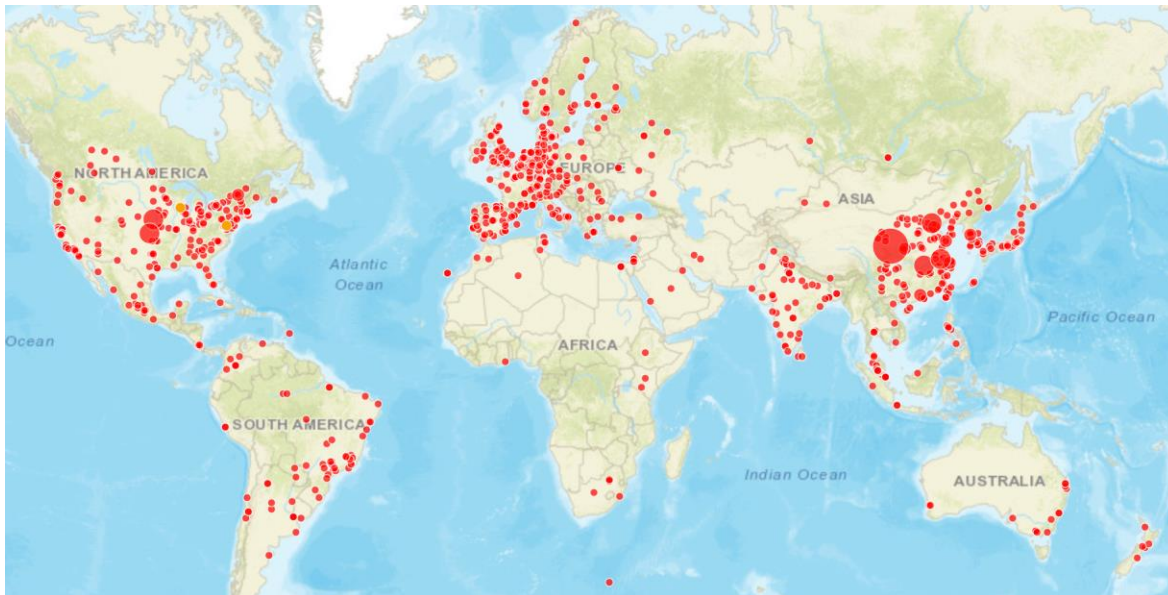 NORTH AMERICA
EUROPE
ASIA
Atlantic
Ocean
Pacific Ocean
Ocean
AFRICA
SOUTH AMERICA
Indian Ocean
AUSTRALIA